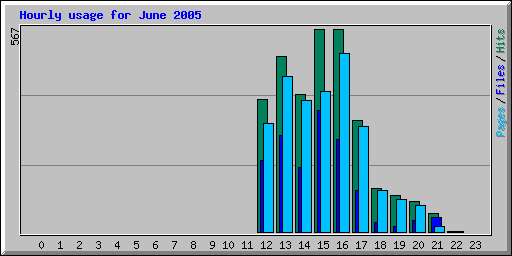 Hourly usage for June 2005
567
Pages / Files / Hits
0 1 2 3 4 5 6 7 8 9 10 11 12 13 14 15 16 17 18 19 20 21 22 23